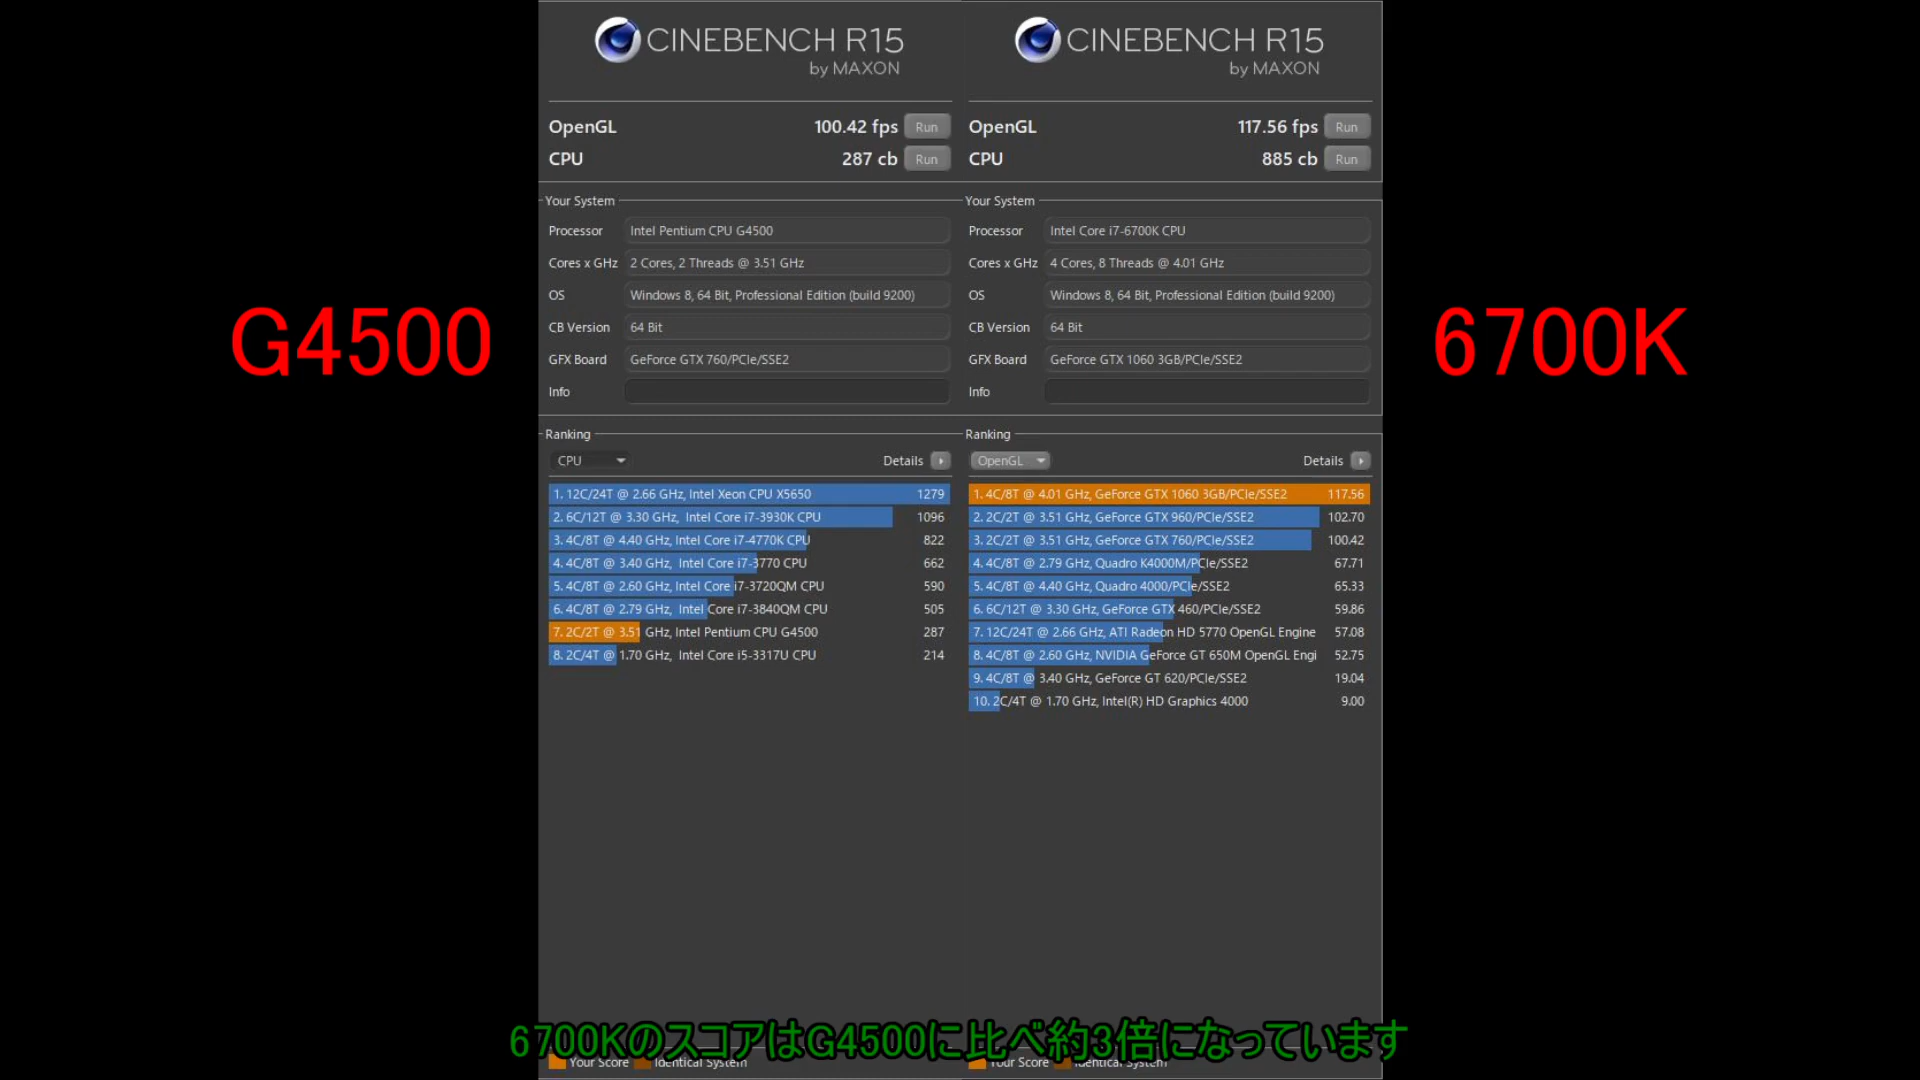 CINEBENCH R15
by MAXON
OpenGL 100.42 fps Run
CPU 287 cb Run
Your System
Processor Intel Pentium CPU G4500
Cores x GHz 2 Cores, 2 Threads @ 3.51 GHz
OS Windows 8, 64 Bit, Professional Edition (build 9200)
CB Version 64 Bit
GFX Board GeForce GTX 760/PCIe/SSE2
Info
Ranking
CPU Details
1. 12C/24T @ 2.66 GHz, Intel Xeon CPU X5650 1279
2. 6C/12T @ 3.30 GHz, Intel Core i7-3930K CPU 1096
3. 4C/8T @ 4.40 GHz, Intel Core i7-4770K CPU 822
4. 4C/8T @ 3.40 GHz, Intel Core i7-3770 CPU 662
5. 4C/8T @ 2.60 GHz, Intel Core i7-3720QM CPU 590
6. 4C/8T @ 2.79 GHz, Intel Core i7-3840QM CPU 505
7. 2C/2T @ 3.51 GHz, Intel Pentium CPU G4500 287
8. 2C/4T @ 1.70 GHz, Intel Core i5-3317U CPU 214
Your Score Identical System
G4500
CINEBENCH R15
by MAXON
OpenGL 117.56 fps Run
CPU 885 cb Run
Your System
Processor Intel Core i7-6700K CPU
Cores x GHz 4 Cores, 8 Threads @ 4.01 GHz
OS Windows 8, 64 Bit, Professional Edition (build 9200)
CB Version 64 Bit
GFX Board GeForce GTX 1060 3GB/PCIe/SSE2
Info
Ranking
OpenGL Details
1. 4C/8T @ 4.01 GHz, GeForce GTX 1060 3GB/PCIe/SSE2 117.56
2. 2C/2T @ 3.51 GHz, GeForce GTX 960/PCIe/SSE2 102.70
3. 2C/2T @ 3.51 GHz, GeForce GTX 760/PCIe/SSE2 100.42
4. 4C/8T @ 2.79 GHz, Quadro K4000M/PCIe/SSE2 67.71
5. 4C/8T @ 4.40 GHz, Quadro 4000/PCIe/SSE2 65.33
6. 6C/12T @ 3.30 GHz, GeForce GTX 460/PCIe/SSE2 59.86
7. 12C/24T @ 2.66 GHz, ATI Radeon HD 5770 OpenGL Engine 57.08
8. 4C/8T @ 2.60 GHz, NVIDIA GeForce GT 650M OpenGL Engi 52.75
9. 4C/8T @ 3.40 GHz, GeForce GT 620/PCIe/SSE2 19.04
10. 2C/4T @ 1.70 GHz, Intel(R) HD Graphics 4000 9.00
Your Score Identical System
6700K
6700KのスコアはG4500に比べ約3倍になっています